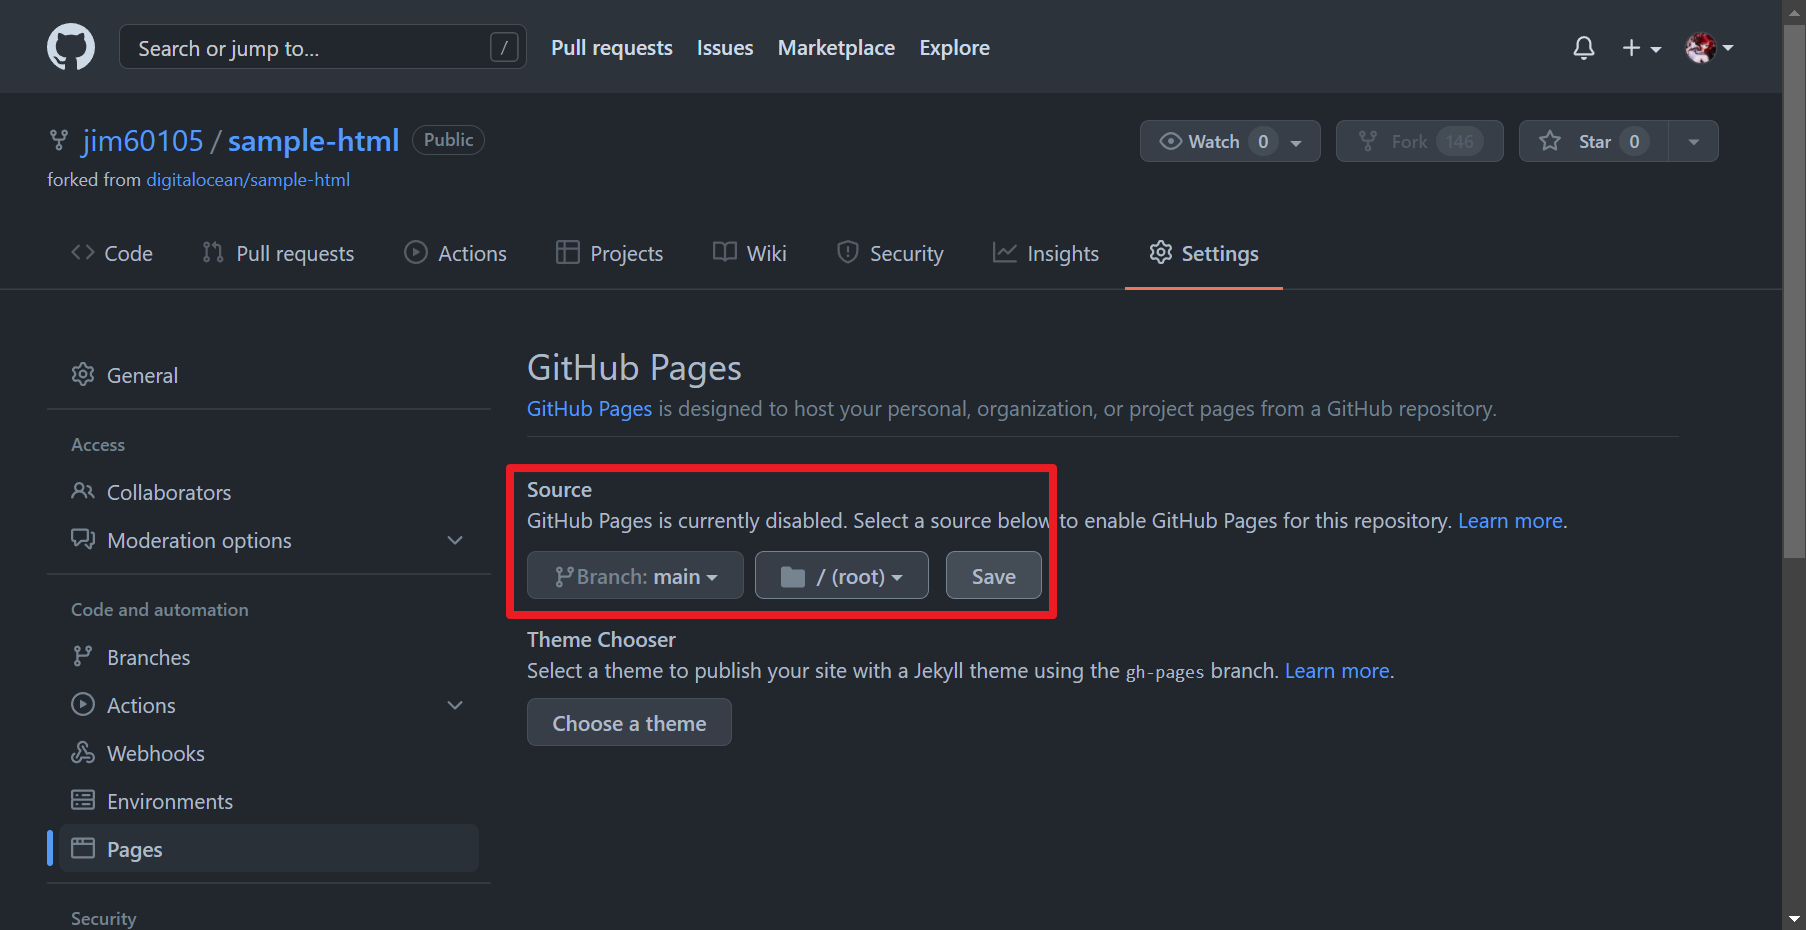 Search or jump to... / Pull requests Issues Marketplace Explore
jim60105 / sample-html Public Watch 0 Fork 146 Star 0
forked from digitalocean/sample-html
Code Pull requests Actions Projects Wiki Security Insights Settings
General
Access
Collaborators
Moderation options
Code and automation
Branches
Actions
Webhooks
Environments
Pages
Security
GitHub Pages
GitHub Pages is designed to host your personal, organization, or project pages from a GitHub repository.
Source
GitHub Pages is currently disabled. Select a source below to enable GitHub Pages for this repository. Learn more.
Branch: main / (root) Save
Theme Chooser
Select a theme to publish your site with a Jekyll theme using the gh-pages branch. Learn more.
Choose a theme